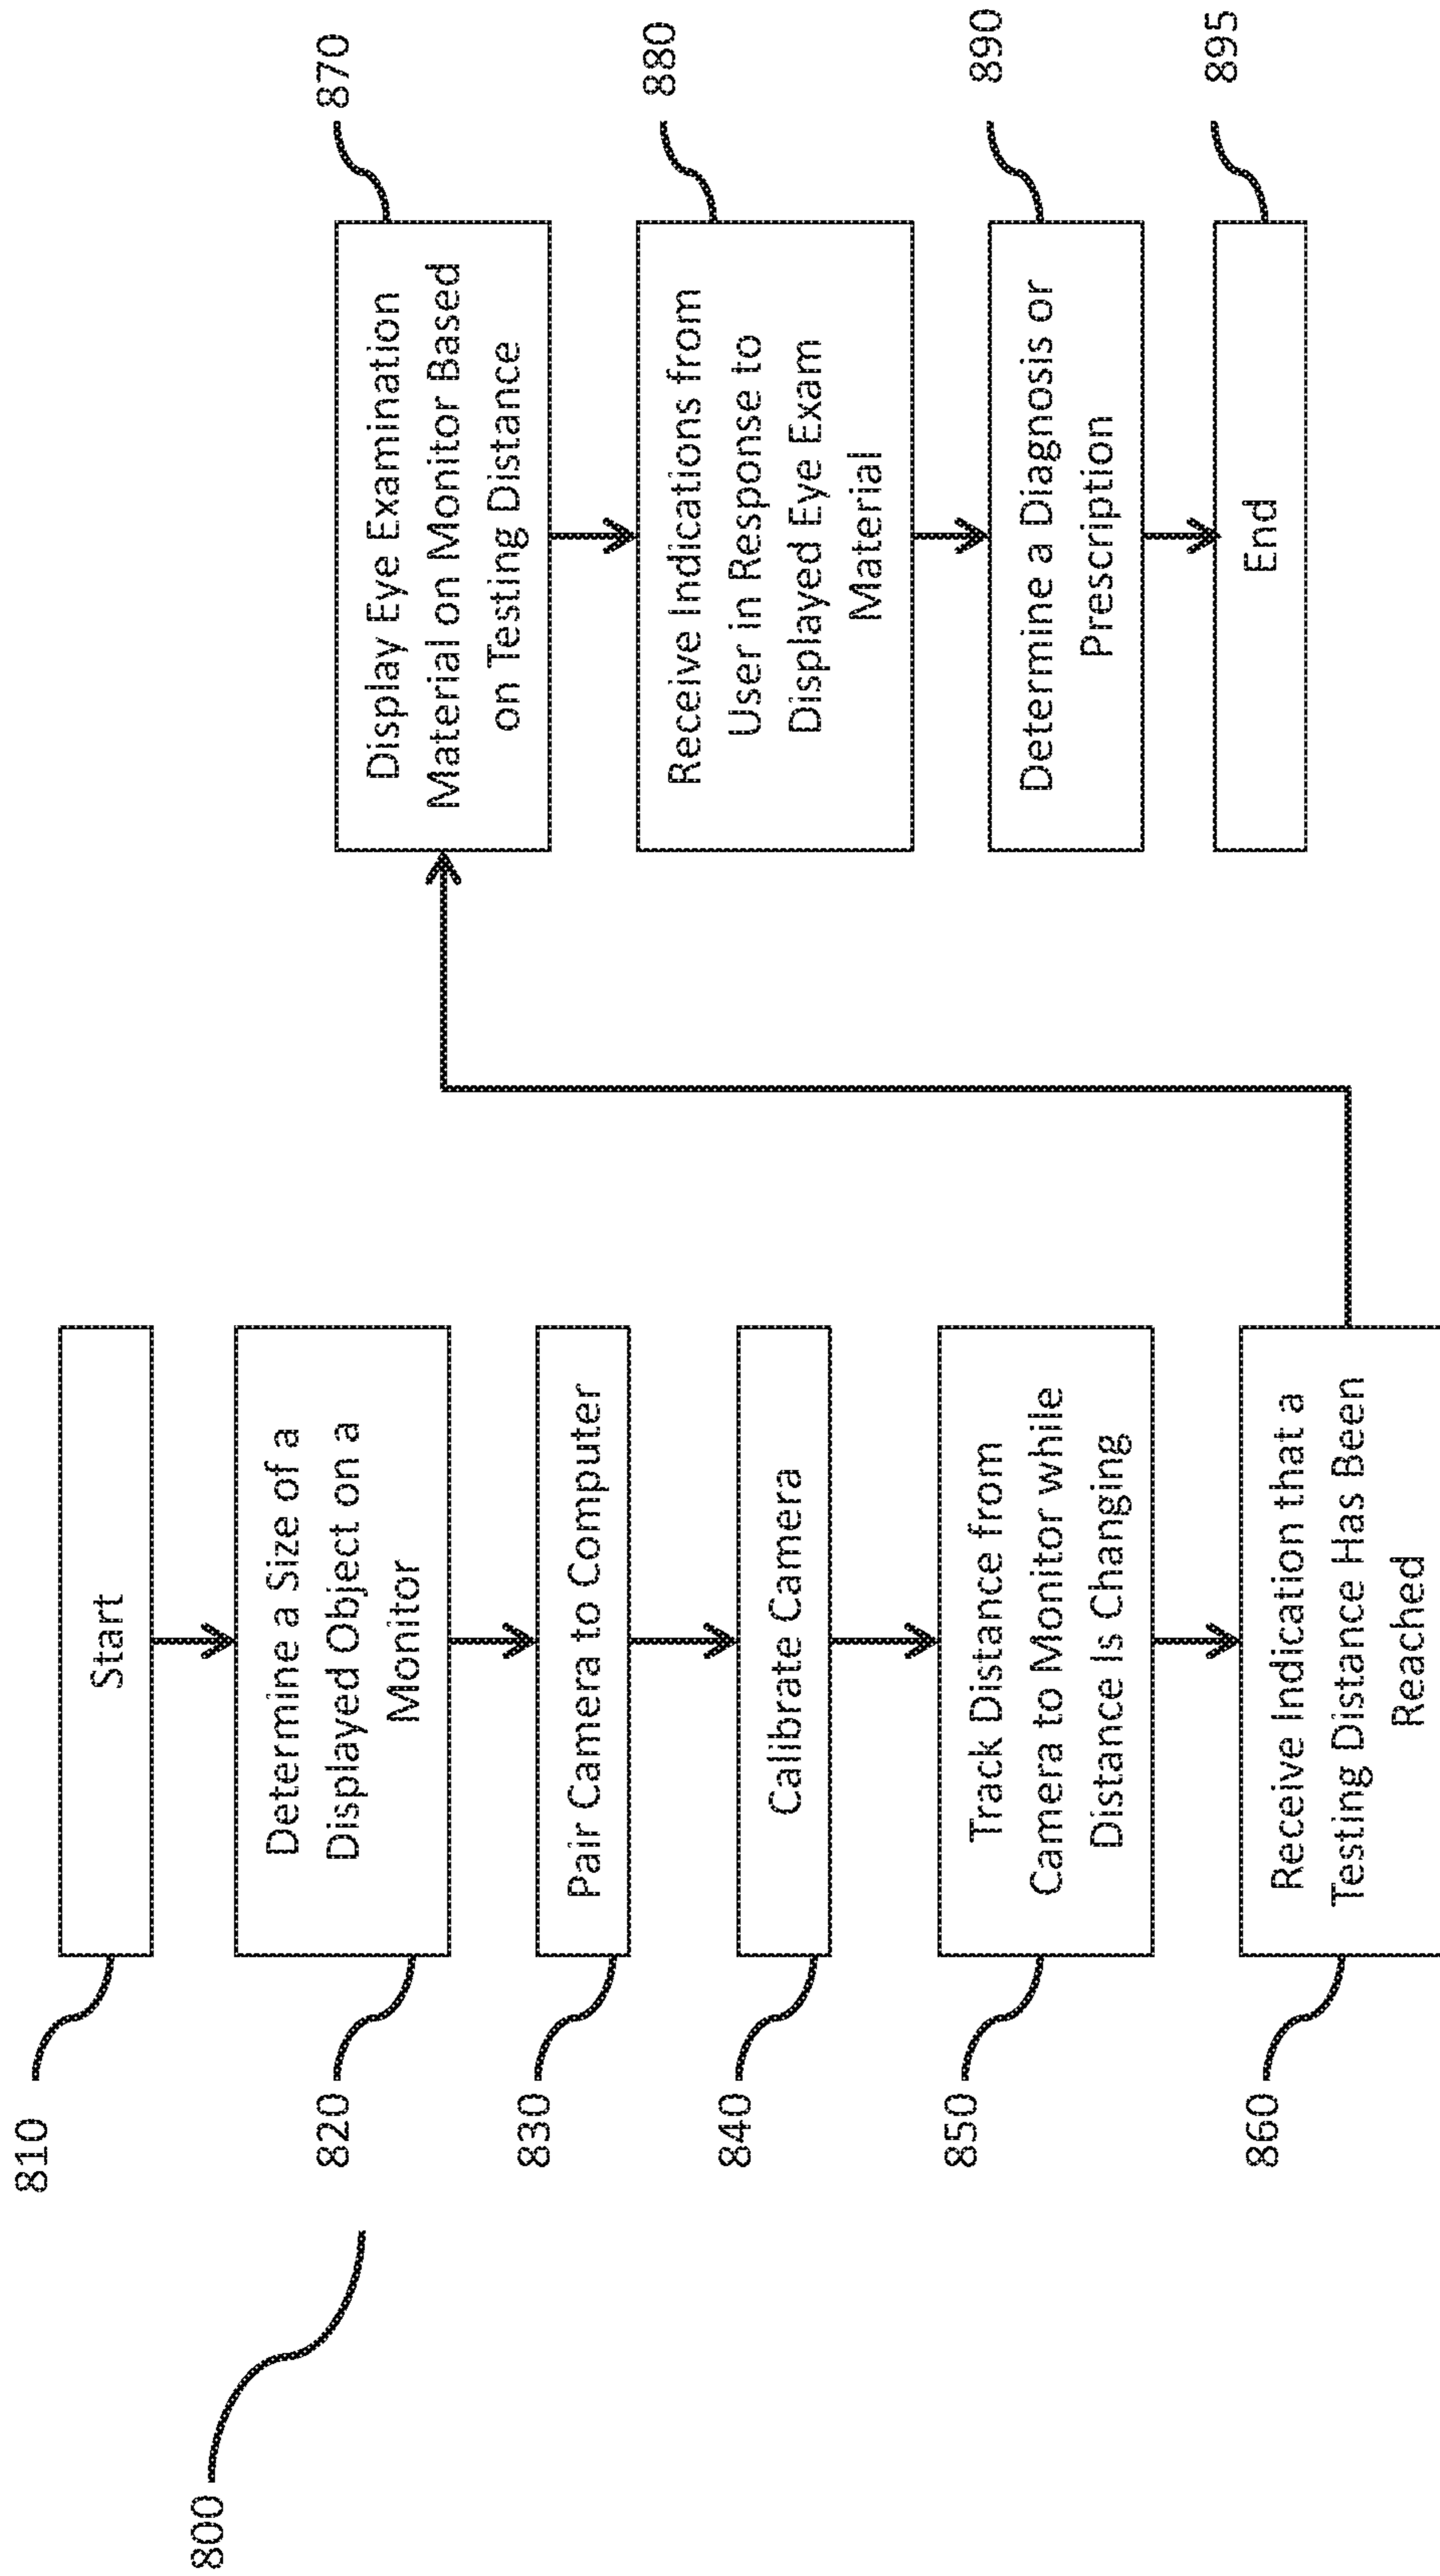 800
810
Start
820
Determine a Size of a
Displayed Object on a
Monitor
830
Pair Camera to Computer
840
Calibrate Camera
850
Track Distance from
Camera to Monitor while
Distance Is Changing
860
Receive Indication that a
Testing Distance Has Been
Reached
870
Display Eye Examination
Material on Monitor Based
on Testing Distance
880
Receive Indications from
User in Response to
Displayed Eye Exam
Material
890
Determine a Diagnosis or
Prescription
895
End